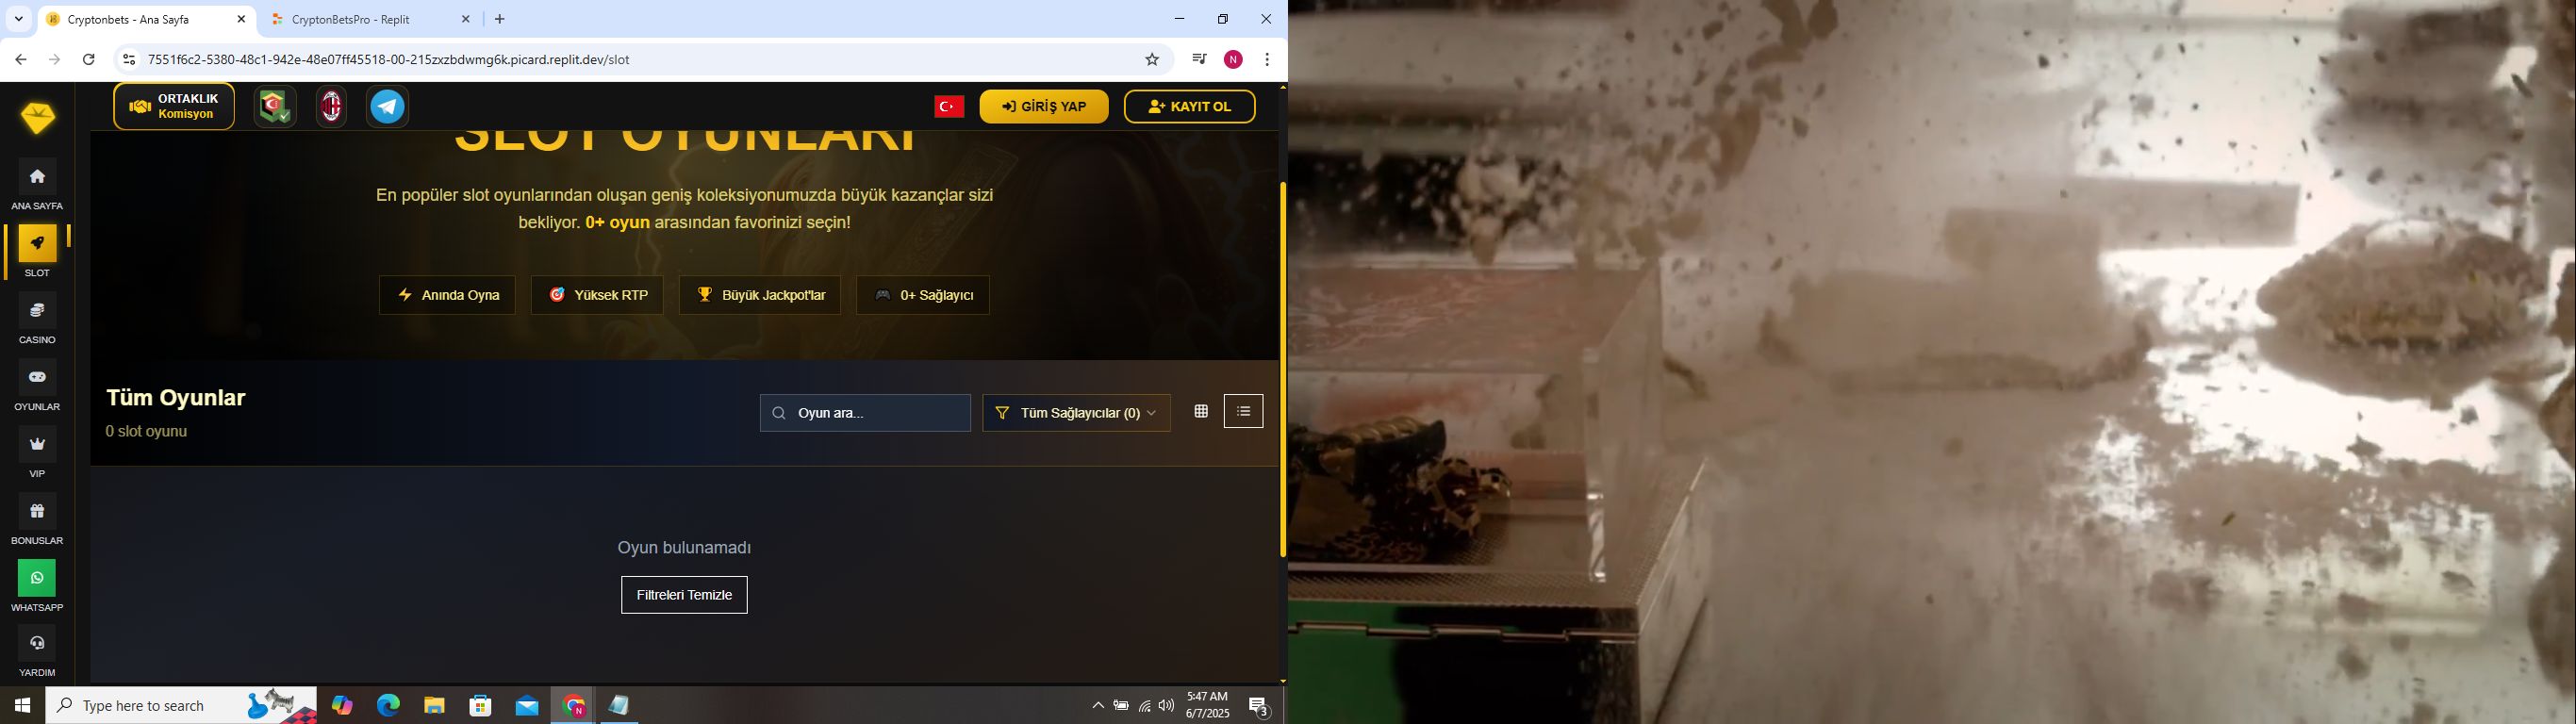 Cryptonbets - Ana Sayfa
CryptonBetsPro - Replit
7551f6c2-5380-48c1-942e-48e07ff45518-00-215zxzbdwmg6k.picard.replit.dev/slot
N
ORTAKLIK
Komisyon
GİRİŞ YAP
KAYIT OL
SLOT OYUNLARI
En popüler slot oyunlarından oluşan geniş koleksiyonumuzda büyük kazançlar sizi
bekliyor. 0+ oyun arasından favorinizi seçin!
Anında Oyna
Yüksek RTP
Büyük Jackpot'lar
0+ Sağlayıcı
ANA SAYFA
SLOT
CASINO
OYUNLAR
VIP
BONUSLAR
WHATSAPP
YARDIM
Tüm Oyunlar
0 slot oyunu
Oyun ara...
Tüm Sağlayıcılar (0)
Oyun bulunamadı
Filtreleri Temizle
Type here to search
N
5:47 AM
6/7/2025
3